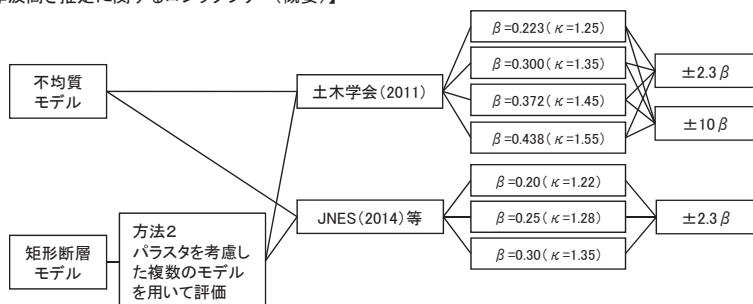 津波高さ推定に関するロジックツリー（概要）】
不均質
モデル
土木学会（2011）
β=0.223（κ=1.25）
β=0.300（κ=1.35）
β=0.372（κ=1.45）
β=0.438（κ=1.55）
±2.3β
±10β
矩形断層
モデル
方法２
パラスタを考慮し
た複数のモデル
を用いて評価
JNES（2014）等
β=0.20（κ=1.22）
β=0.25（κ=1.28）
β=0.30（κ=1.35）
±2.3β